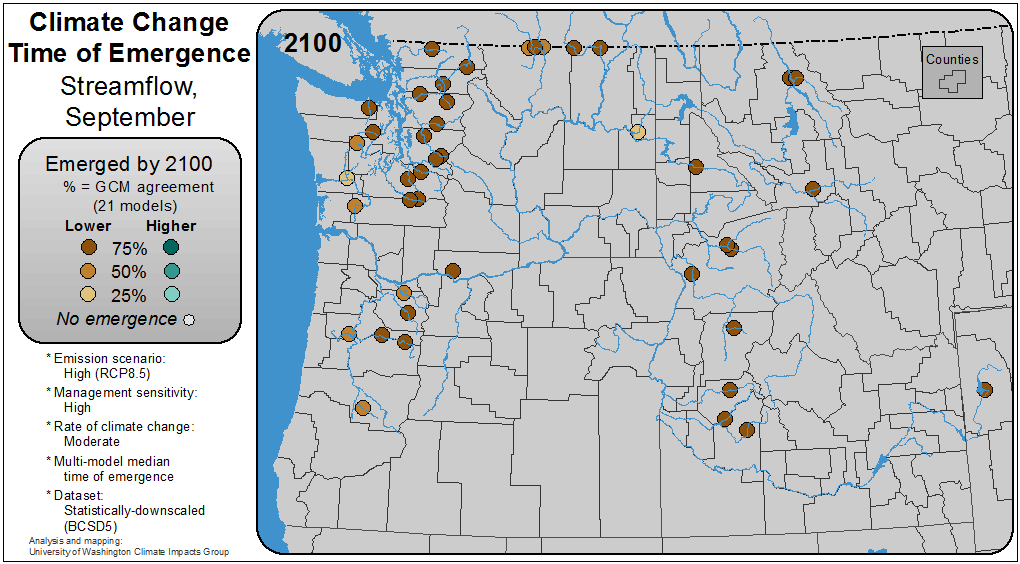 Climate Change
Time of Emergence
Streamflow,
September
Emerged by 2100
% = GCM agreement
(21 models)
Lower Higher
75%
50%
25%
No emergence
* Emission scenario:
High (RCP8.5)
* Management sensitivity:
High
* Rate of climate change:
Moderate
* Multi-model median
time of emergence
* Dataset:
Statistically-downscaled
(BCSD5)
Analysis and mapping:
University of Washington Climate Impacts Group
2100
Counties